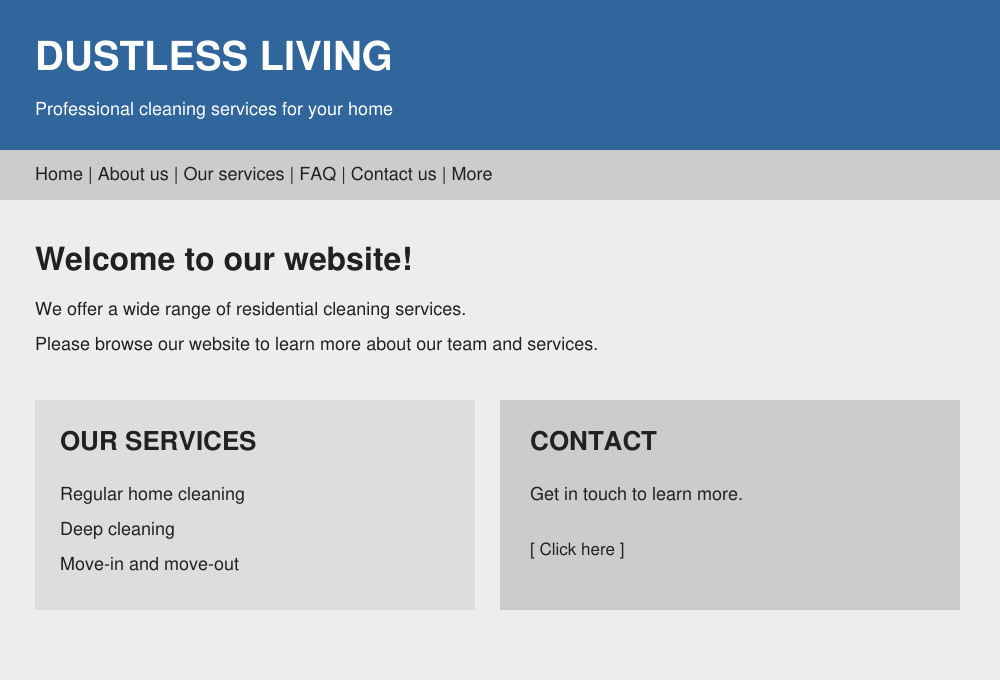 DUSTLESS LIVING
Professional cleaning services for your home
Home | About us | Our services | FAQ | Contact us | More
Welcome to our website!
We offer a wide range of residential cleaning services.
Please browse our website to learn more about our team and services.
OUR SERVICES
Regular home cleaning
Deep cleaning
Move-in and move-out
CONTACT
Get in touch to learn more.
[ Click here ]